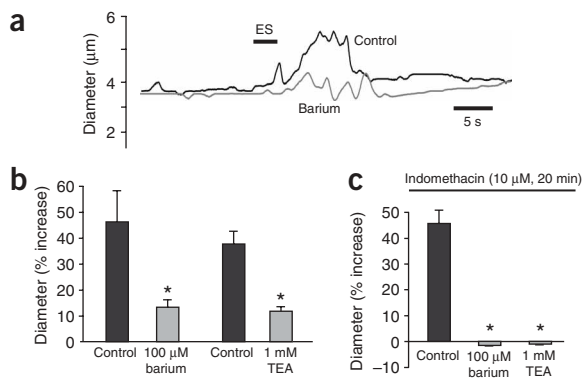 a
6
4
2
Diameter (μm)
ES
Control
Barium
5 s
b
60
50
40
30
20
10
0
Diameter (% increase)
*
*
Control
100 μM
barium
Control
1 mM
TEA
c
Indomethacin (10 μM, 20 min)
50
40
30
20
10
0
–10
Diameter (% increase)
*
*
Control
100 μM
barium
1 mM
TEA